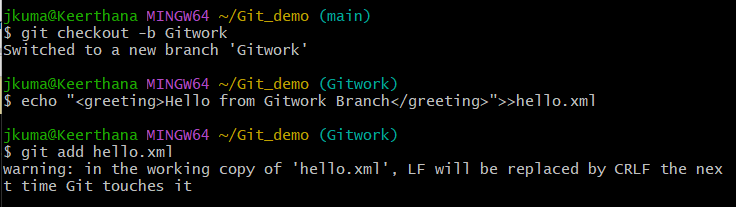 jkuma@Keerthana MINGW64 ~/Git_demo (main)
$ git checkout -b Gitwork
Switched to a new branch 'Gitwork'
jkuma@Keerthana MINGW64 ~/Git_demo (Gitwork)
$ echo "<greeting>Hello from Gitwork Branch</greeting>">>hello.xml
jkuma@Keerthana MINGW64 ~/Git_demo (Gitwork)
$ git add hello.xml
warning: in the working copy of 'hello.xml', LF will be replaced by CRLF the nex
t time Git touches it